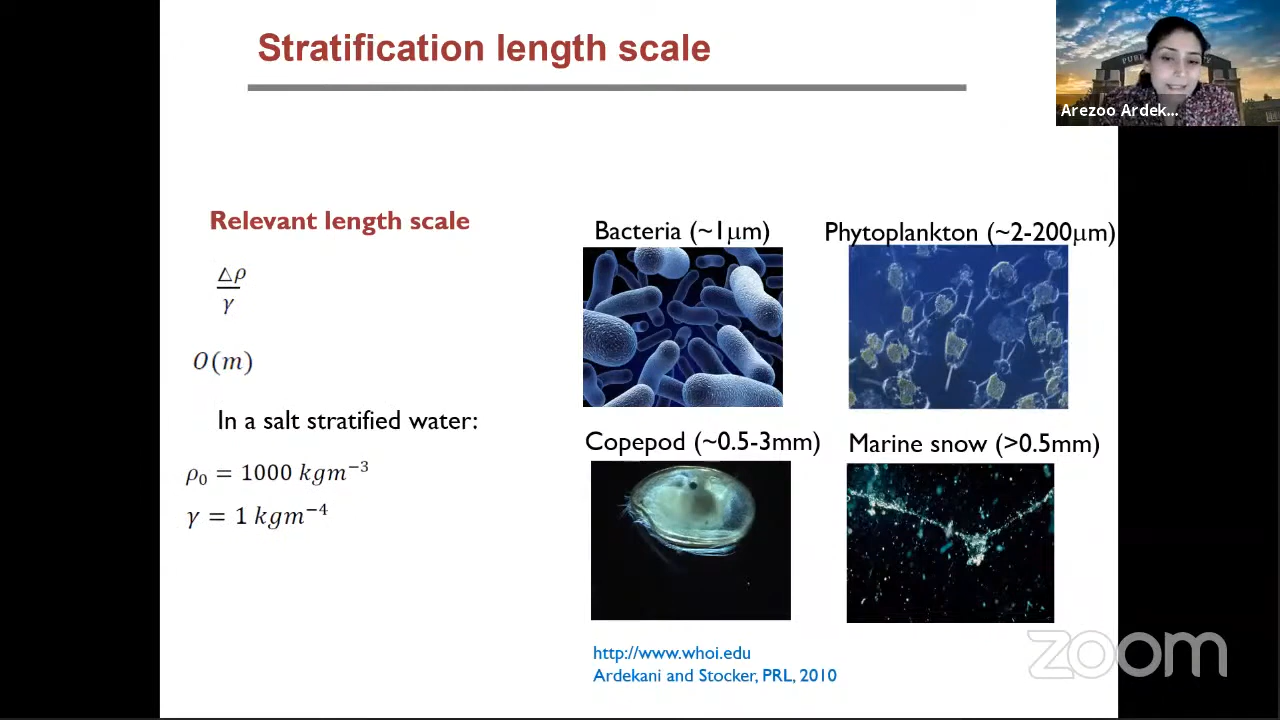 Stratification length scale
Arezoo Ardek...
Relevant length scale
△ρ
γ
O(m)
In a salt stratified water:
ρ₀ = 1000 kgm⁻³
γ = 1 kgm⁻⁴
Bacteria (~1μm)
Phytoplankton (~2-200μm)
Copepod (~0.5-3mm)
Marine snow (>0.5mm)
http://www.whoi.edu
Ardekani and Stocker, PRL, 2010
zoom